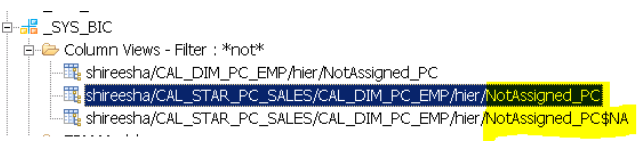 _SYS_BIC
Column Views - Filter : *not*
shireesha/CAL_DIM_PC_EMP/hier/NotAssigned_PC
shireesha/CAL_STAR_PC_SALES/CAL_DIM_PC_EMP/hier/NotAssigned_PC
shireesha/CAL_STAR_PC_SALES/CAL_DIM_PC_EMP/hier/NotAssigned_PC$NA